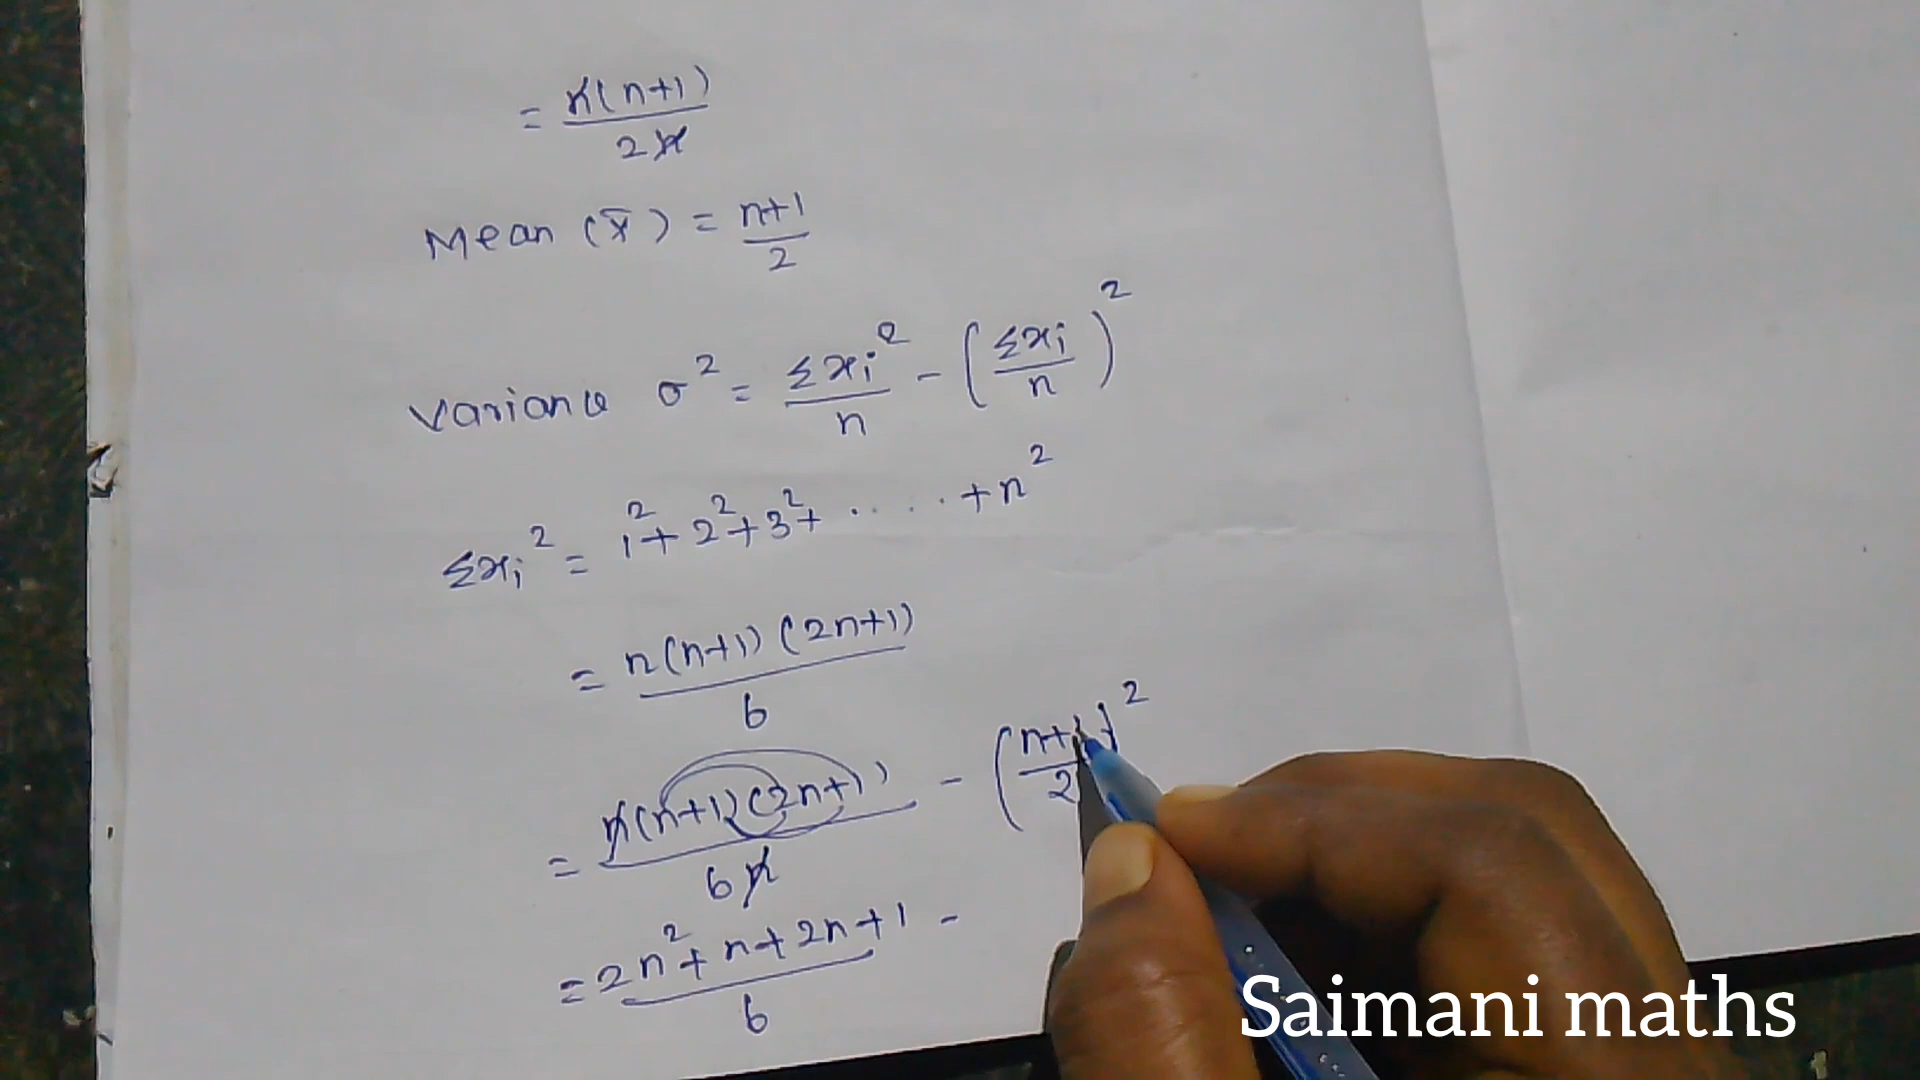 = n(n+1)/2n
Mean (x̄) = n+1/2
Variance σ² = Σxᵢ²/n - (Σxᵢ/n)²
Σxᵢ² = 1²+2²+3²+ ..... +n²
= n(n+1)(2n+1)/6
= n(n+1)(2n+1)/6n - (n+1/2)²
= 2n²+n+2n+1/6 -
Saimani maths